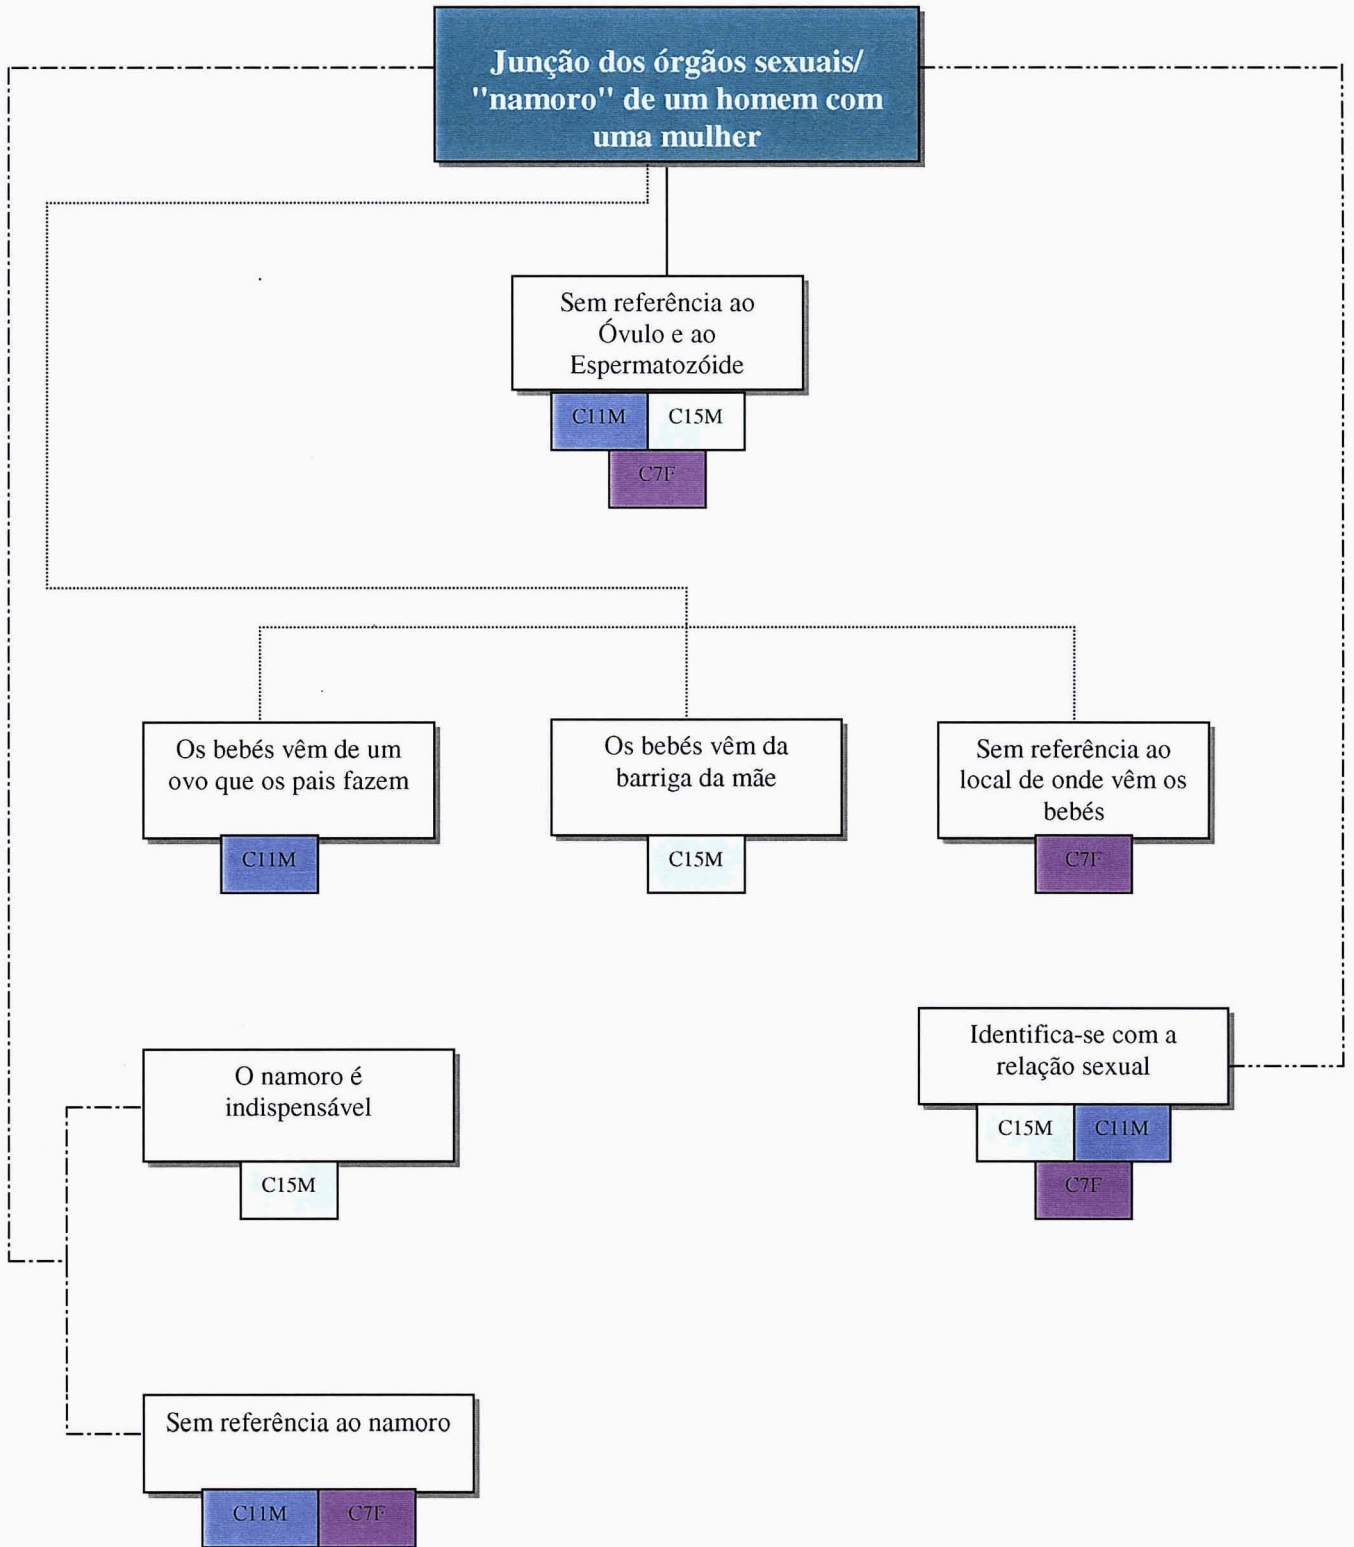 Junção dos órgãos sexuais/
"namoro" de um homem com
uma mulher
Sem referência ao
Óvulo e ao
Espermatozóide
C11M C15M
C7F
Os bebés vêm de um
ovo que os pais fazem
C11M
Os bebés vêm da
barriga da mãe
C15M
Sem referência ao
local de onde vêm os
bebés
C7F
O namoro é
indispensável
C15M
Identifica-se com a
relação sexual
C15M C11M
C7F
Sem referência ao namoro
C11M C7F